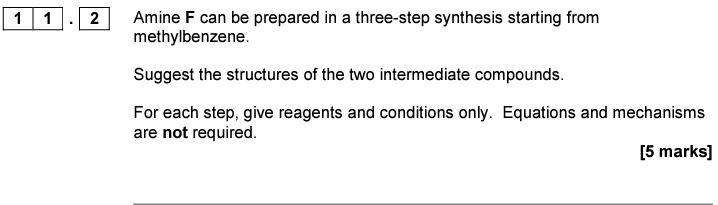 1 1 . 2 Amine F can be prepared in a three-step synthesis starting from
methylbenzene.
Suggest the structures of the two intermediate compounds.
For each step, give reagents and conditions only. Equations and mechanisms
are not required.
[5 marks]